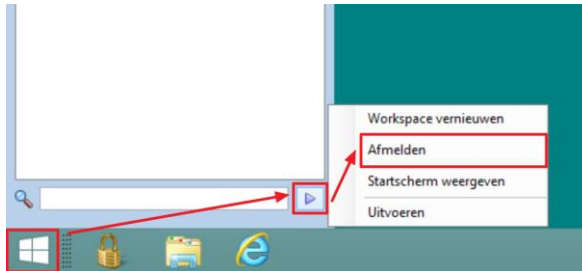 Workspace vernieuwen
Afmelden
Startscherm weergeven
Uitvoeren